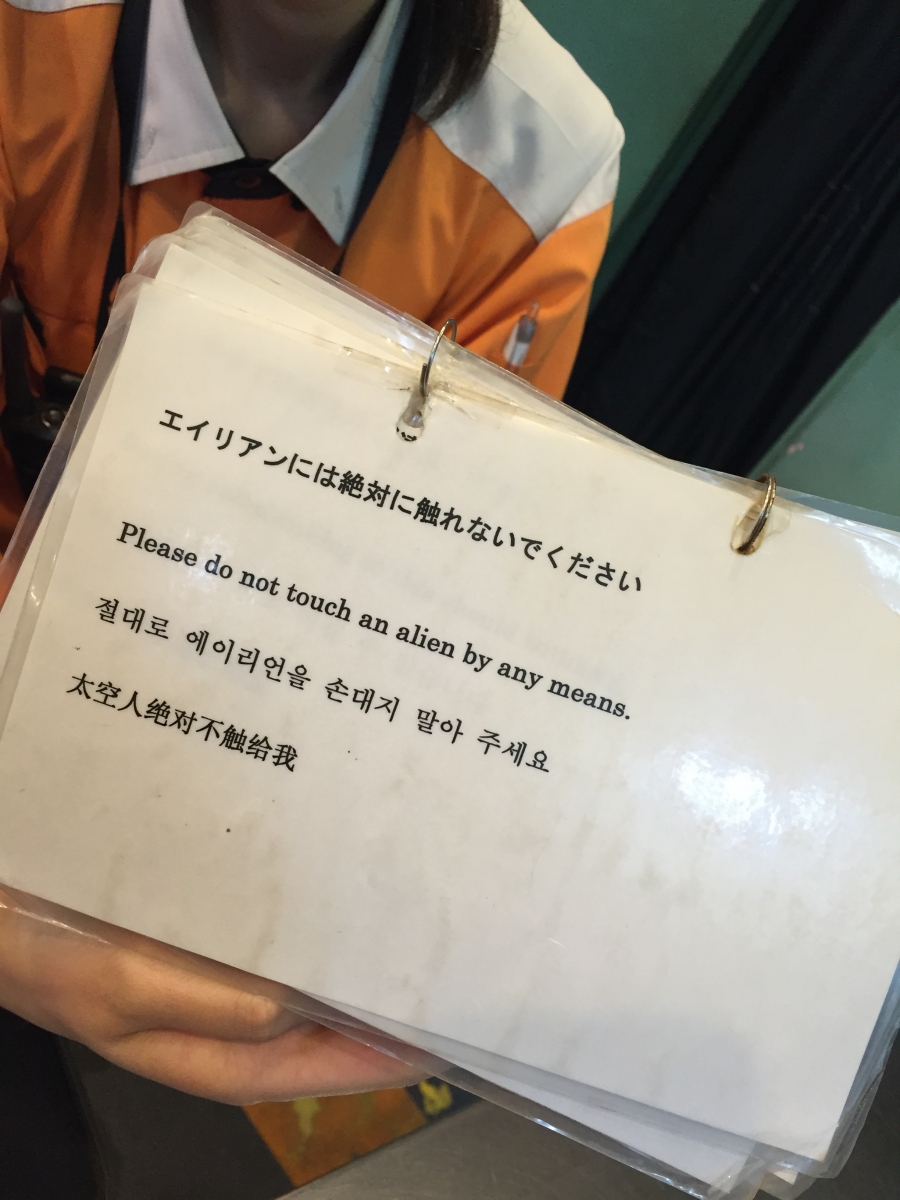 エイリアンには絶対に触れないでください
Please do not touch an alien by any means.
절대로 에이리언을 손대지 말아 주세요
太空人绝对不触给我